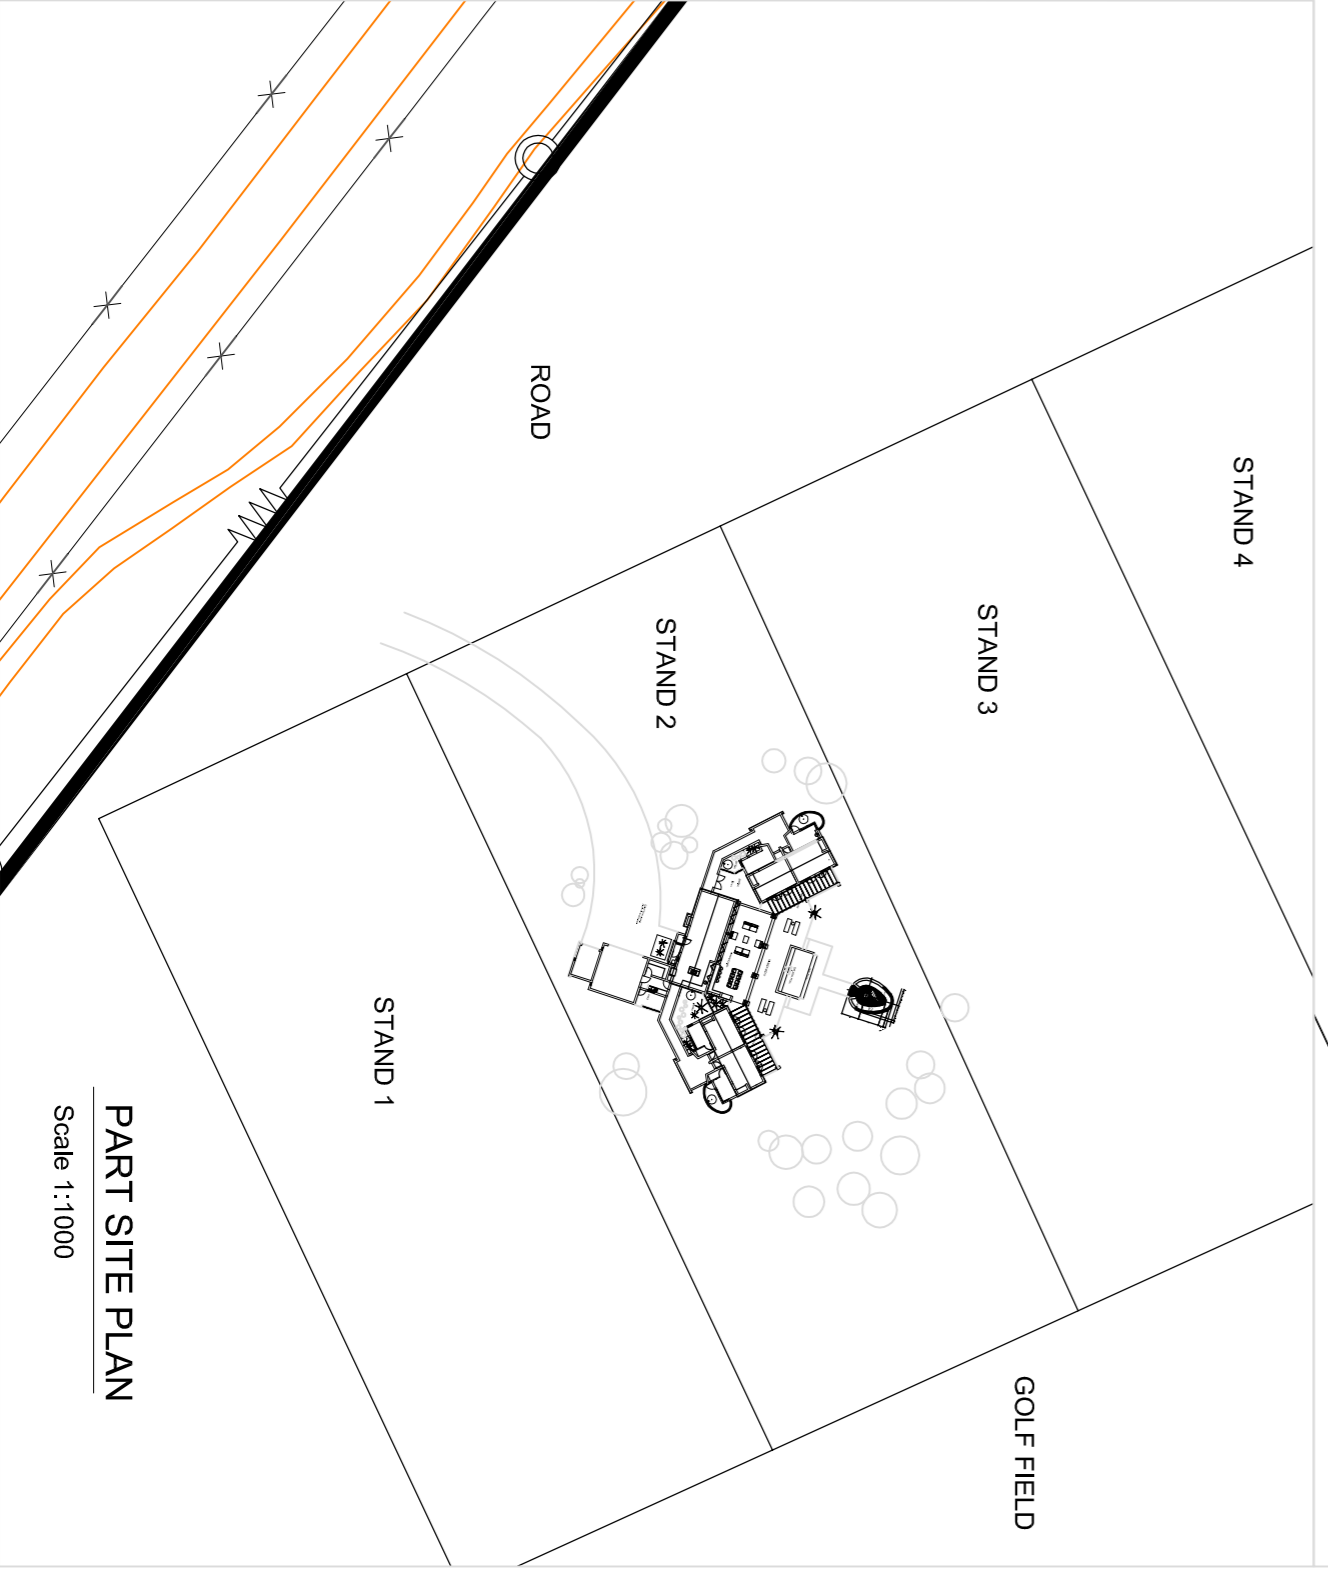 STAND 4
STAND 3
ROAD
STAND 2
STAND 1
GOLF FIELD
PART SITE PLAN
Scale 1:1000